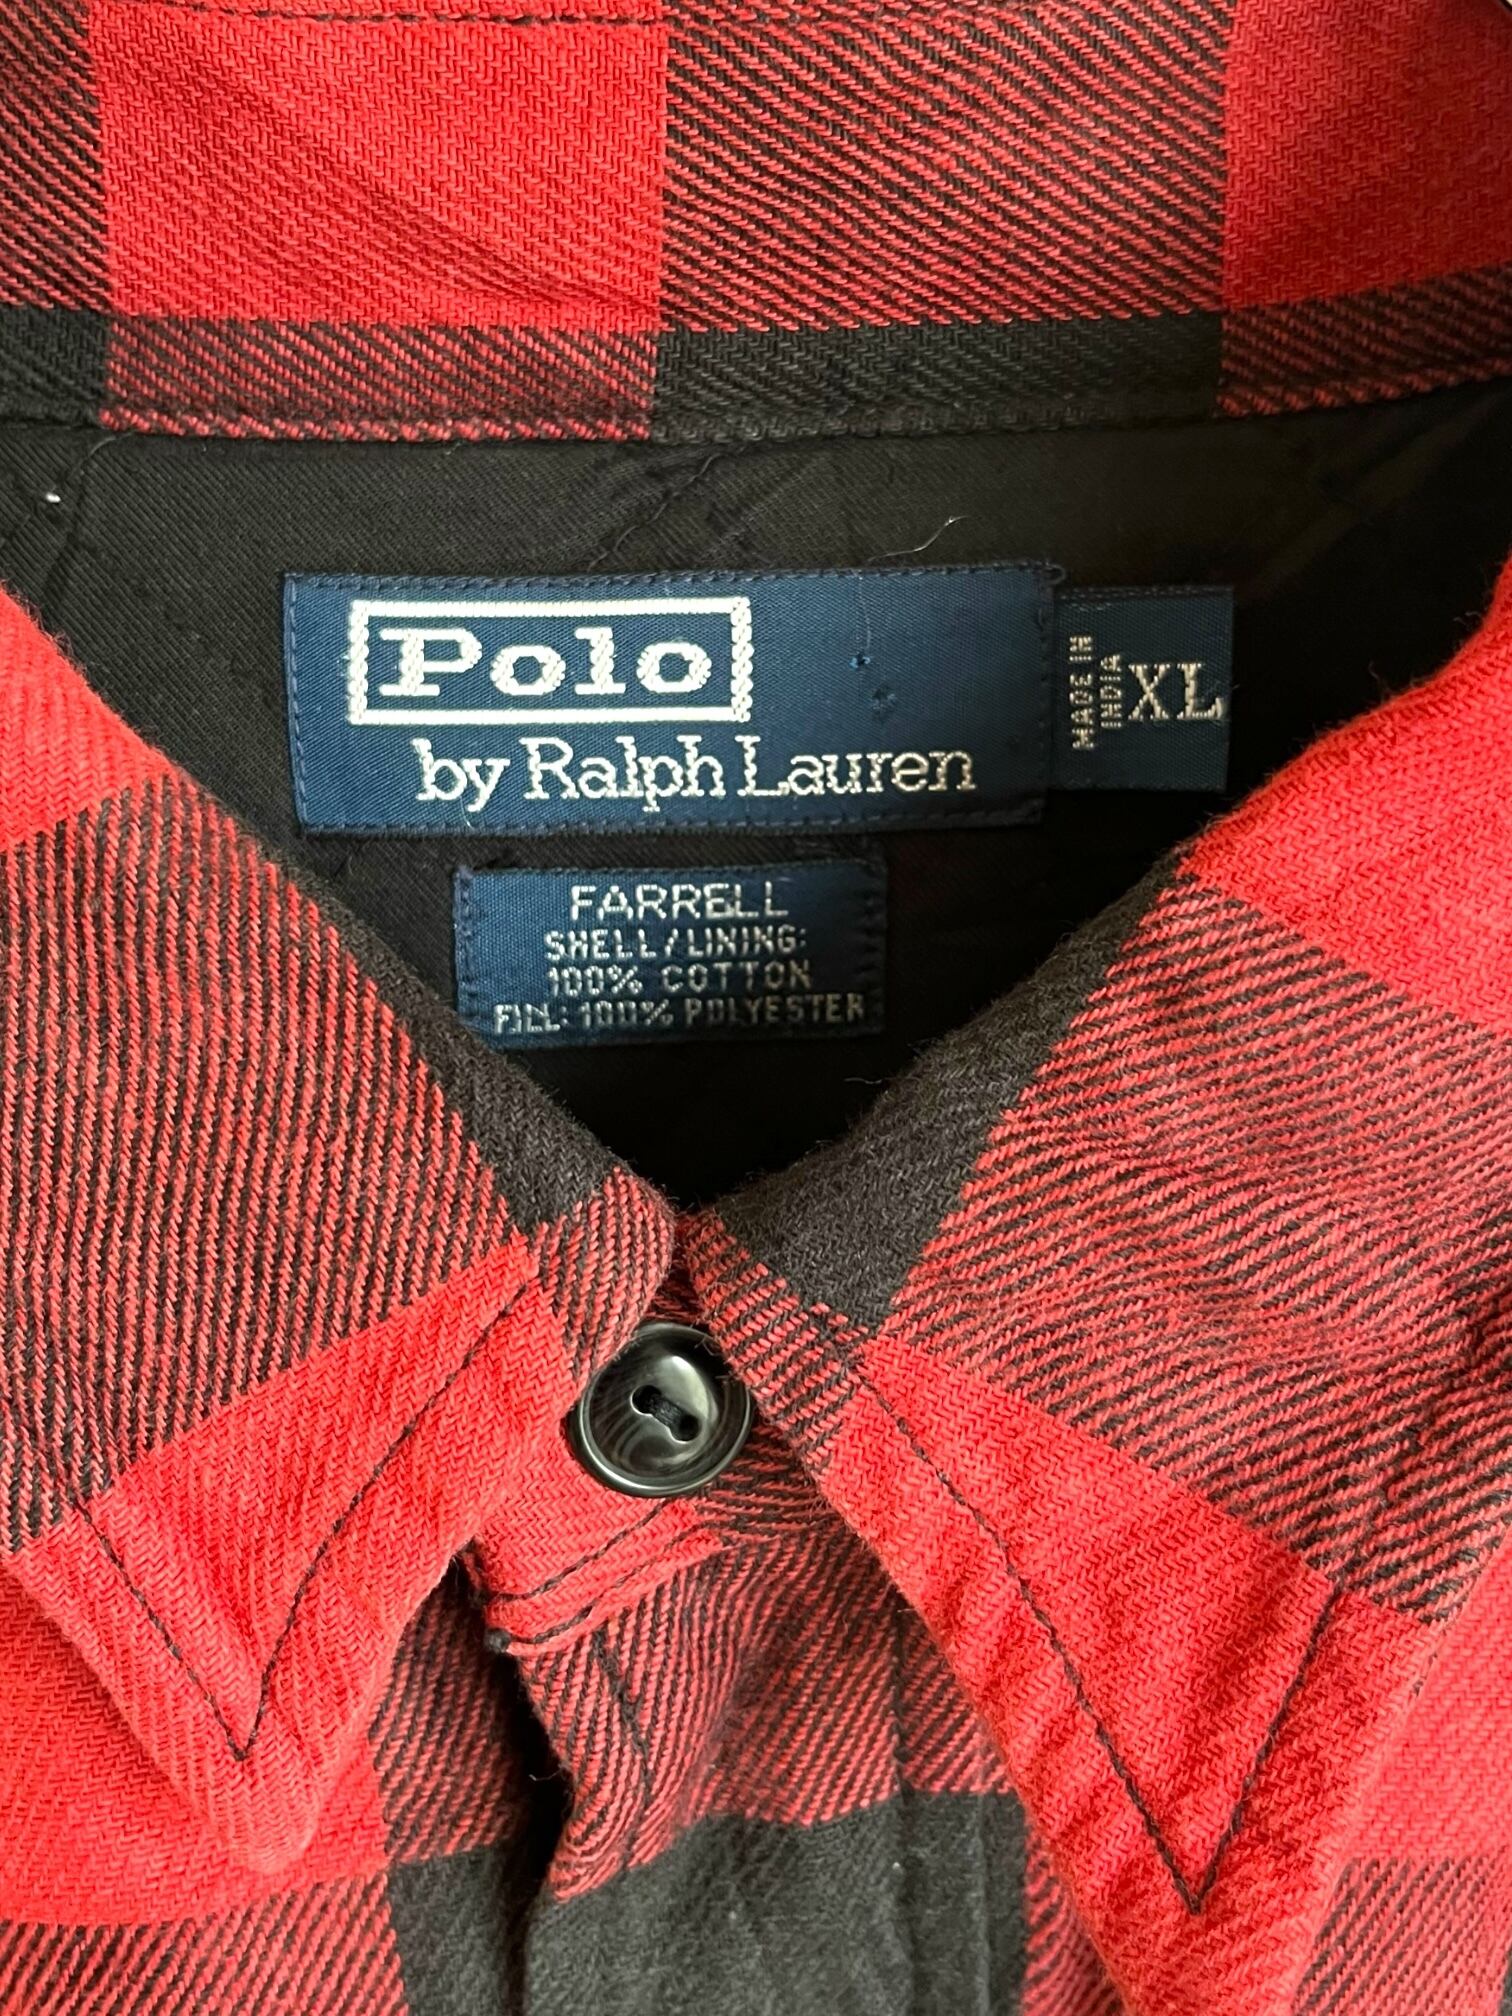 Polo
by Ralph Lauren
MADE IN
INDIA
XL
FARRELL
SHELL/LINING:
100% COTTON
FILL: 100% POLYESTER